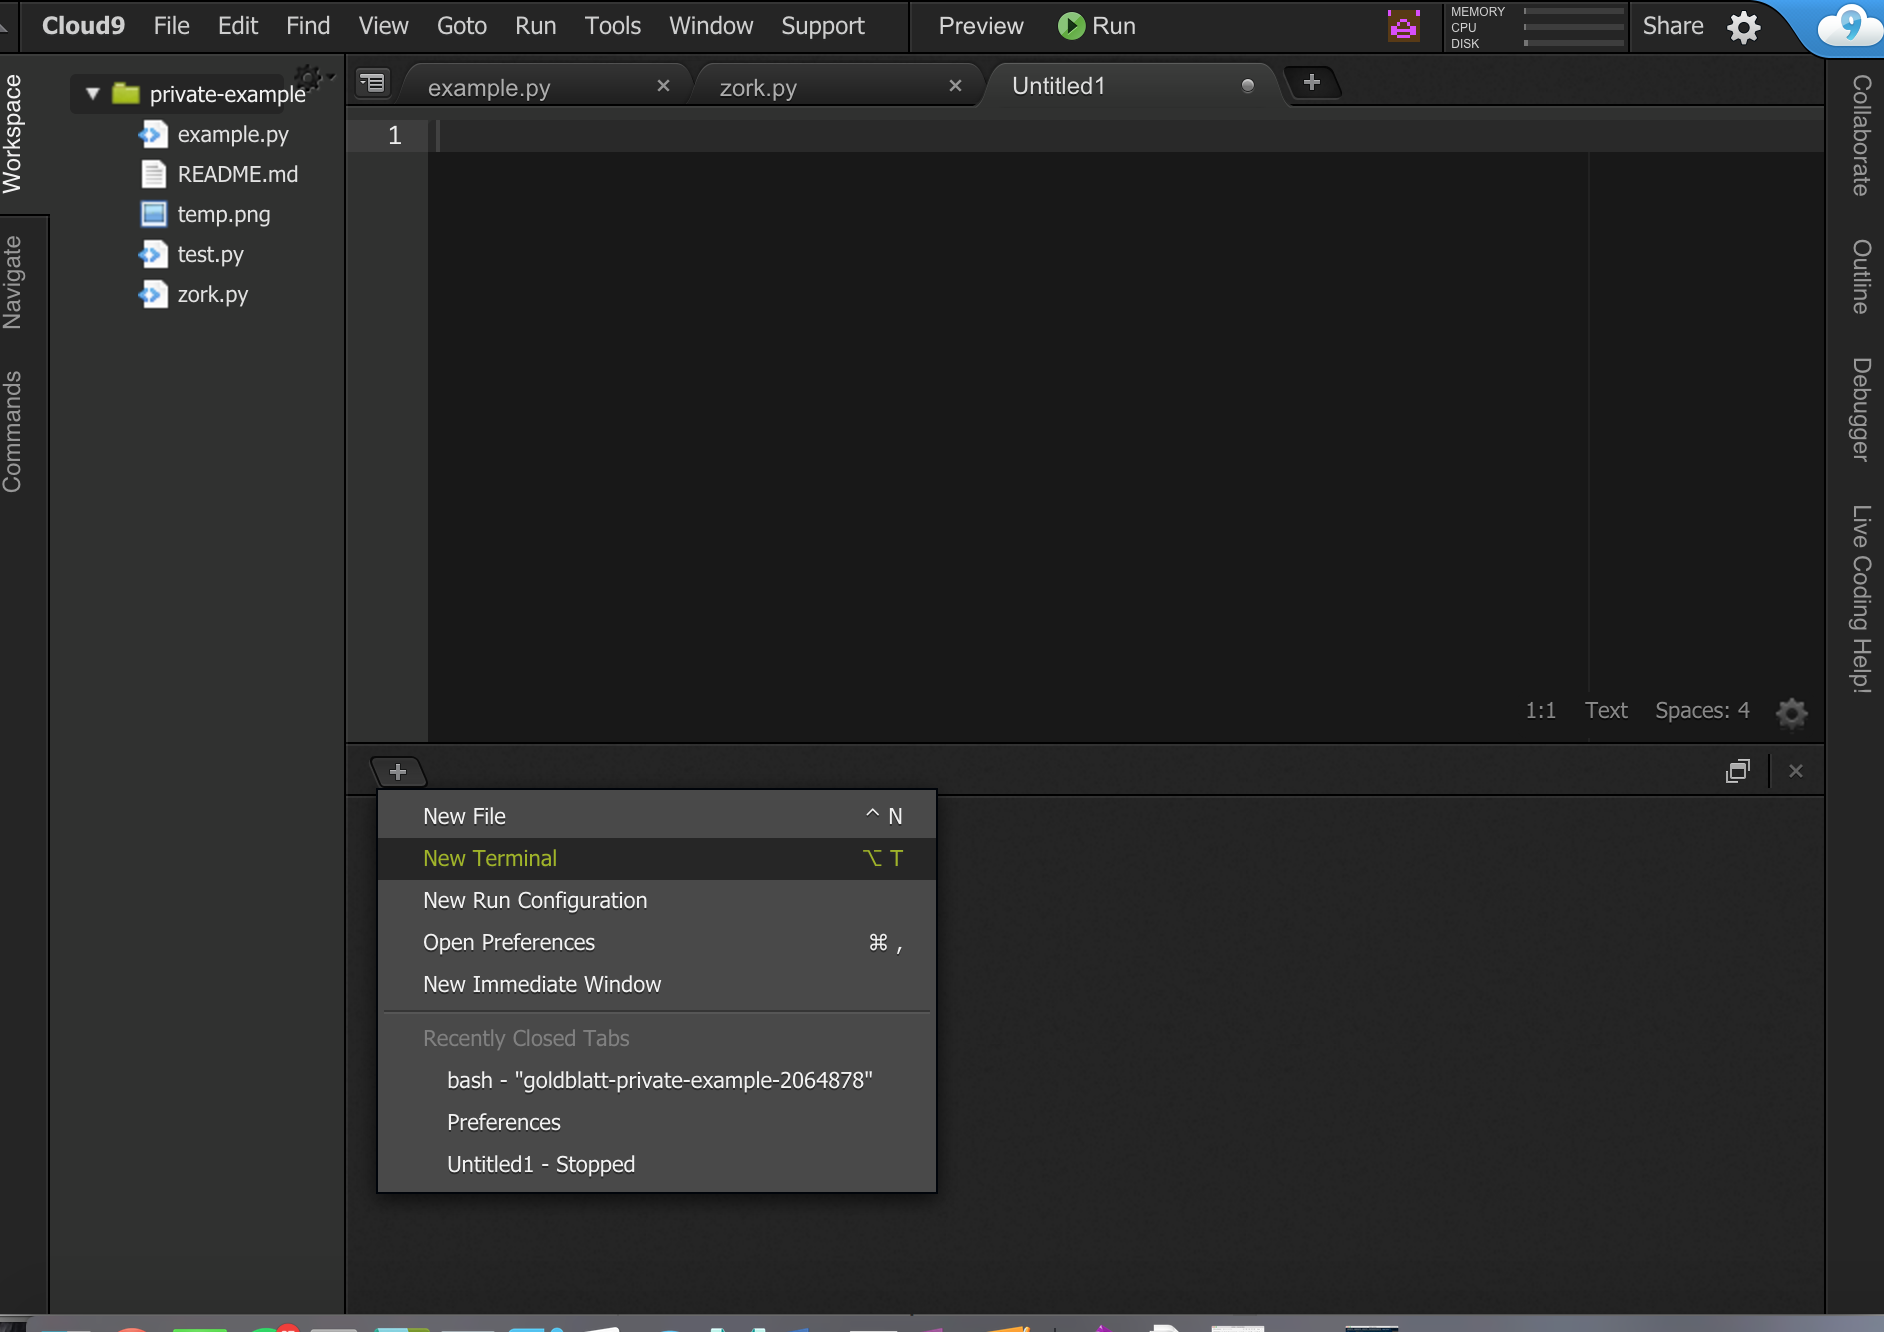 Cloud9 File Edit Find View Goto Run Tools Window Support Preview Run MEMORY CPU DISK Share 9
Workspace
Navigate
Commands
private-example
example.py
README.md
temp.png
test.py
zork.py
example.py × zork.py × Untitled1
1
1:1 Text Spaces: 4
Collaborate
Outline
Debugger
Live Coding Help!
New File ^ N
New Terminal ⌥ T
New Run Configuration
Open Preferences ⌘ ,
New Immediate Window
Recently Closed Tabs
bash - "goldblatt-private-example-2064878"
Preferences
Untitled1 - Stopped